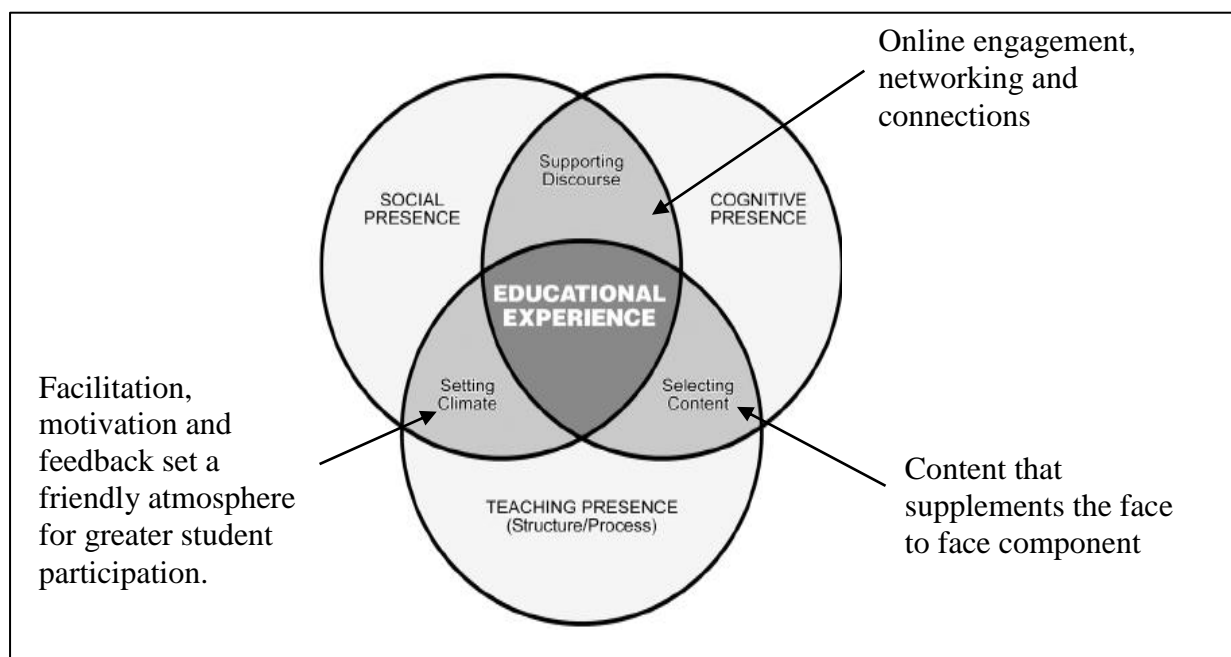 Online engagement,
networking and
connections
Supporting
Discourse
SOCIAL
PRESENCE
COGNITIVE
PRESENCE
EDUCATIONAL
EXPERIENCE
Setting
Climate
Selecting
Content
Facilitation,
motivation and
feedback set a
friendly atmosphere
for greater student
participation.
Content that
supplements the face
to face component
TEACHING PRESENCE
(Structure/Process)